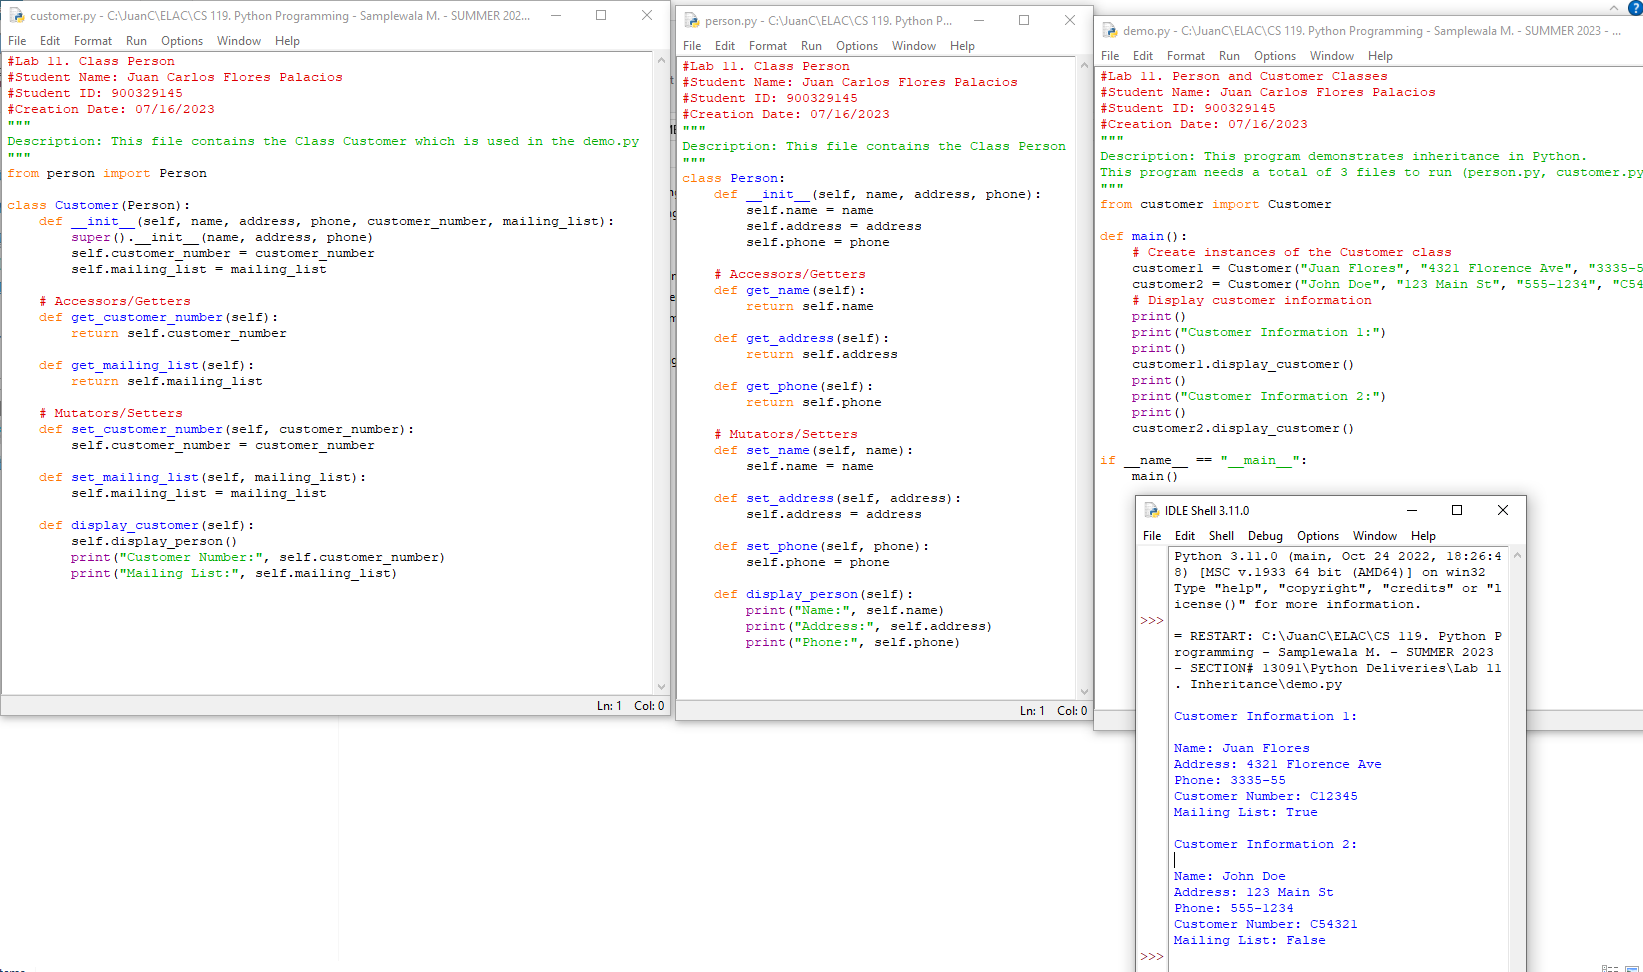 customer.py - C:\JuanC\ELAC\CS 119. Python Programming - Samplewala M. - SUMMER 202...
File Edit Format Run Options Window Help
#Lab 11. Class Person
#Student Name: Juan Carlos Flores Palacios
#Student ID: 900329145
#Creation Date: 07/16/2023
"""
Description: This file contains the Class Customer which is used in the demo.py
"""
from person import Person
class Customer(Person):
def __init__(self, name, address, phone, customer_number, mailing_list):
super().__init__(name, address, phone)
self.customer_number = customer_number
self.mailing_list = mailing_list
# Accessors/Getters
def get_customer_number(self):
return self.customer_number
def get_mailing_list(self):
return self.mailing_list
# Mutators/Setters
def set_customer_number(self, customer_number):
self.customer_number = customer_number
def set_mailing_list(self, mailing_list):
self.mailing_list = mailing_list
def display_customer(self):
self.display_person()
print("Customer Number:", self.customer_number)
print("Mailing List:", self.mailing_list)
Ln: 1 Col: 0
person.py - C:\JuanC\ELAC\CS 119. Python P...
File Edit Format Run Options Window Help
#Lab 11. Class Person
#Student Name: Juan Carlos Flores Palacios
#Student ID: 900329145
#Creation Date: 07/16/2023
"""
Description: This file contains the Class Person
"""
class Person:
def __init__(self, name, address, phone):
self.name = name
self.address = address
self.phone = phone
# Accessors/Getters
def get_name(self):
return self.name
def get_address(self):
return self.address
def get_phone(self):
return self.phone
# Mutators/Setters
def set_name(self, name):
self.name = name
def set_address(self, address):
self.address = address
def set_phone(self, phone):
self.phone = phone
def display_person(self):
print("Name:", self.name)
print("Address:", self.address)
print("Phone:", self.phone)
Ln: 1 Col: 0
demo.py - C:\JuanC\ELAC\CS 119. Python Programming - Samplewala M. - SUMMER 2023 - ...
File Edit Format Run Options Window Help
#Lab 11. Person and Customer Classes
#Student Name: Juan Carlos Flores Palacios
#Student ID: 900329145
#Creation Date: 07/16/2023
"""
Description: This program demonstrates inheritance in Python.
This program needs a total of 3 files to run (person.py, customer.py
"""
from customer import Customer
def main():
# Create instances of the Customer class
customer1 = Customer("Juan Flores", "4321 Florence Ave", "3335-5
customer2 = Customer("John Doe", "123 Main St", "555-1234", "C54
# Display customer information
print()
print("Customer Information 1:")
print()
customer1.display_customer()
print()
print("Customer Information 2:")
print()
customer2.display_customer()
if __name__ == "__main__":
main()
IDLE Shell 3.11.0
File Edit Shell Debug Options Window Help
Python 3.11.0 (main, Oct 24 2022, 18:26:4
8) [MSC v.1933 64 bit (AMD64)] on win32
Type "help", "copyright", "credits" or "l
icense()" for more information.
>>>
= RESTART: C:\JuanC\ELAC\CS 119. Python P
rogramming - Samplewala M. - SUMMER 2023
- SECTION# 13091\Python Deliveries\Lab 11
. Inheritance\demo.py
Customer Information 1:
Name: Juan Flores
Address: 4321 Florence Ave
Phone: 3335-55
Customer Number: C12345
Mailing List: True
Customer Information 2:
Name: John Doe
Address: 123 Main St
Phone: 555-1234
Customer Number: C54321
Mailing List: False
>>>